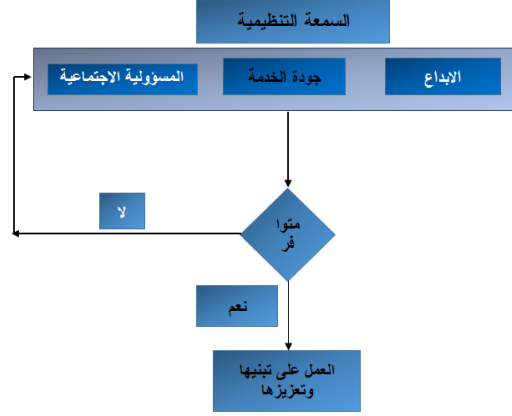 السمعة التنظيمية
الابداع
جودة الخدمة
المسؤولية الاجتماعية
متوا
فر
لا
نعم
العمل على تبنيها
وتعزيزها